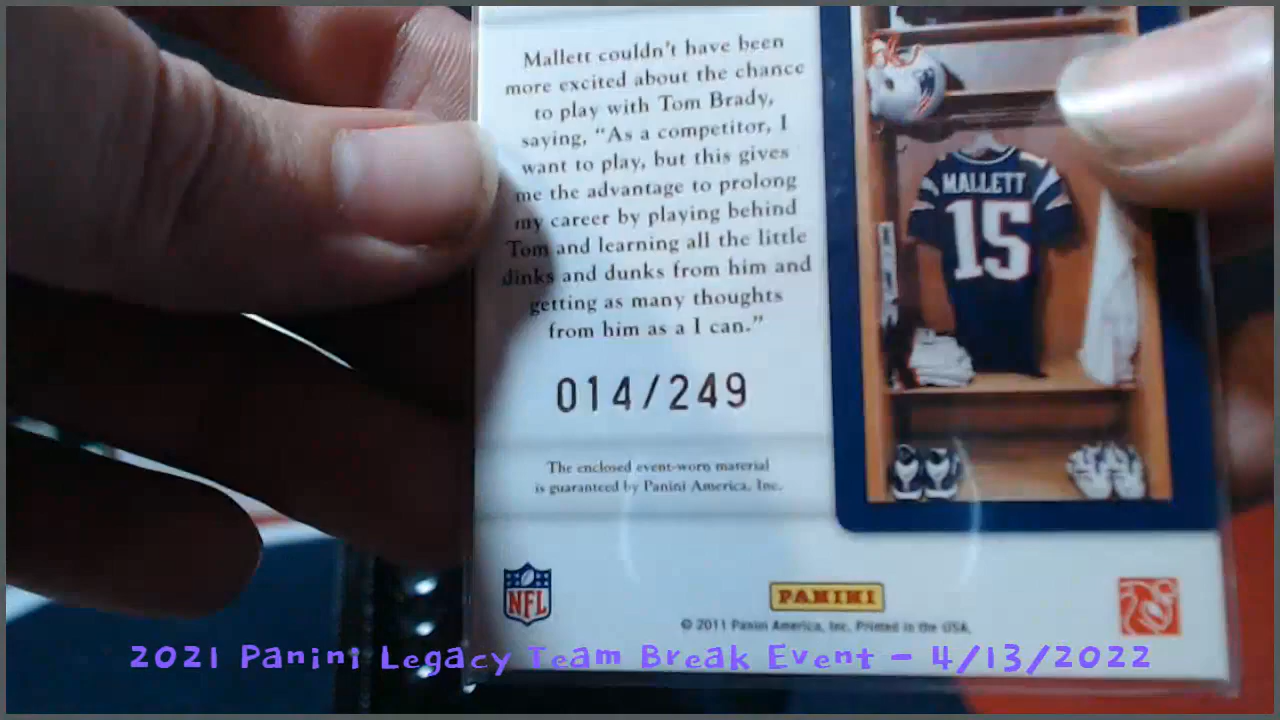 Mallett couldn't have been
more excited about the chance
to play with Tom Brady,
saying, “As a competitor, I
want to play, but this gives
me the advantage to prolong
my career by playing behind
Tom and learning all the little
dinks and dunks from him and
getting as many thoughts
from him as a I can.”
014/249
The enclosed event-worn material
is guaranteed by Panini America, Inc.
MALLETT
15
NFL
PANINI
© 2011 Panini America, Inc. Printed in the USA.
2021 Panini Legacy Team Break Event - 4/13/2022